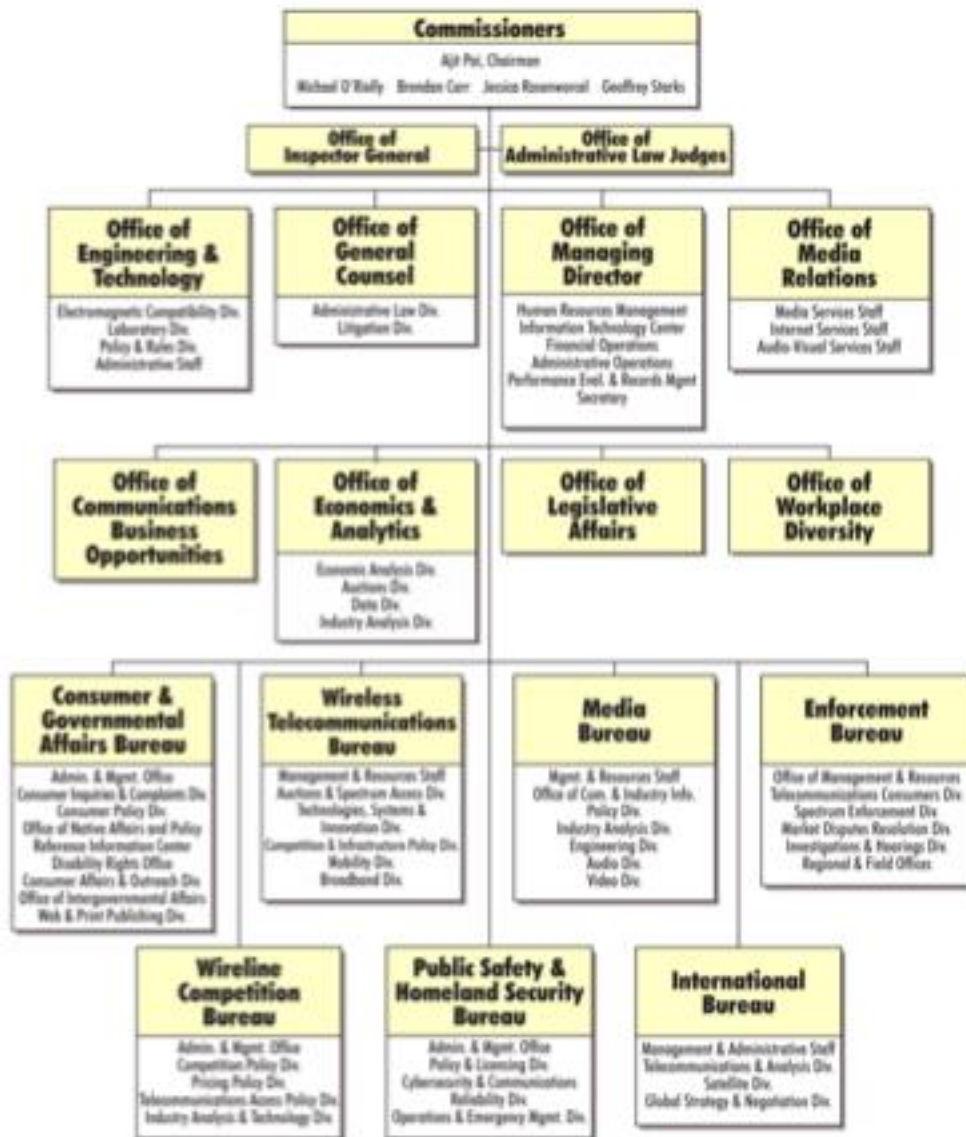 Commissioners
Ajit Pai, Chairman
Michael O'Rielly Brendan Carr Jessica Rosenworcel Geoffrey Starks
Office of
Inspector General
Office of
Administrative Law Judges
Office of
Engineering &
Technology
Electromagnetic Compatibility Div.
Laboratory Div.
Policy & Rules Div.
Administrative Staff
Office of
General
Counsel
Administrative Law Div.
Litigation Div.
Office of
Managing
Director
Human Resources Management
Information Technology Center
Financial Operations
Administrative Operations
Performance Eval. & Records Mgmt
Secretary
Office of
Media
Relations
Media Services Staff
Internet Services Staff
Audio-Visual Services Staff
Office of
Communications
Business
Opportunities
Office of
Economics &
Analytics
Economic Analysis Div.
Auctions Div.
Data Div.
Industry Analysis Div.
Office of
Legislative
Affairs
Office of
Workplace
Diversity
Consumer &
Governmental
Affairs Bureau
Admin. & Mgmt. Office
Consumer Inquiries & Complaints Div.
Consumer Policy Div.
Office of Native Affairs and Policy
Reference Information Center
Disability Rights Office
Consumer Affairs & Outreach Div.
Office of Intergovernmental Affairs
Web & Print Publishing Div.
Wireless
Telecommunications
Bureau
Management & Resources Staff
Auctions & Spectrum Access Div.
Technologies, Systems &
Innovation Div.
Competition & Infrastructure Policy Div.
Mobility Div.
Broadband Div.
Media
Bureau
Mgmt. & Resources Staff
Office of Com. & Industry Info.
Policy Div.
Industry Analysis Div.
Engineering Div.
Audio Div.
Video Div.
Enforcement
Bureau
Office of Management & Resources
Telecommunications Consumers Div.
Spectrum Enforcement Div.
Market Disputes Resolution Div.
Investigations & Hearings Div.
Regional & Field Offices
Wireline
Competition
Bureau
Admin. & Mgmt. Office
Competition Policy Div.
Pricing Policy Div.
Telecommunications Access Policy Div.
Industry Analysis & Technology Div.
Public Safety &
Homeland Security
Bureau
Admin. & Mgmt. Office
Policy & Licensing Div.
Cybersecurity & Communications
Reliability Div.
Operations & Emergency Mgmt. Div.
International
Bureau
Management & Administrative Staff
Telecommunications & Analysis Div.
Satellite Div.
Global Strategy & Negotiation Div.